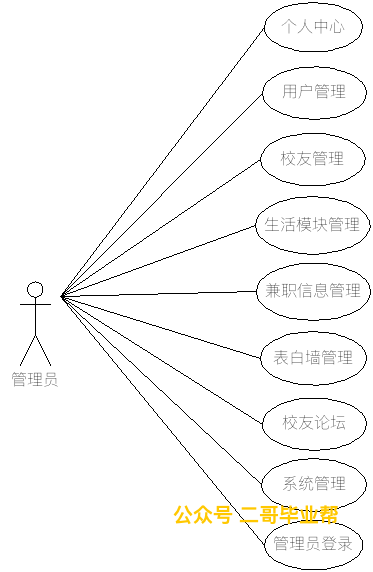 个人中心
用户管理
校友管理
生活模块管理
兼职信息管理
表白墙管理
管理员
校友论坛
系统管理
公众号 二哥毕业帮
管理员登录